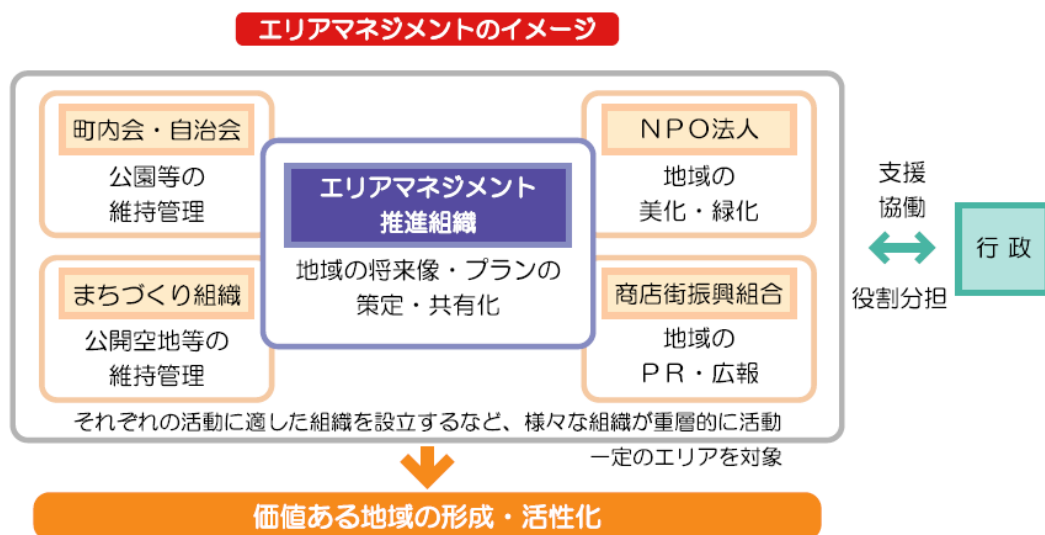 エリアマネジメントのイメージ
町内会・自治会
公園等の
維持管理
エリアマネジメント
推進組織
地域の将来像・プランの
策定・共有化
NPO法人
地域の
美化・緑化
まちづくり組織
公開空地等の
維持管理
商店街振興組合
地域の
PR・広報
それぞれの活動に適した組織を設立するなど、様々な組織が重層的に活動
一定のエリアを対象
支援
協働
役割分担
行政
価値ある地域の形成・活性化